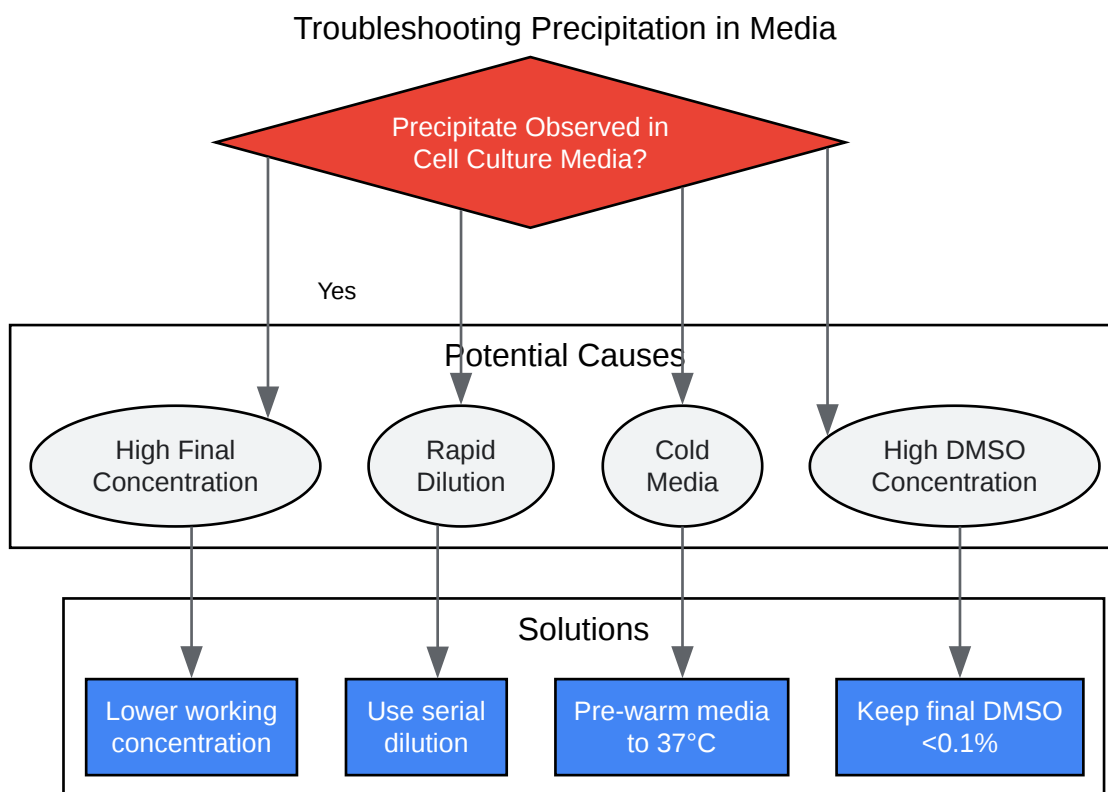 Troubleshooting Precipitation in Media
Precipitate Observed in
Cell Culture Media?
Yes
Potential Causes
High Final
Concentration
Rapid
Dilution
Cold
Media
High DMSO
Concentration
Solutions
Lower working
concentration
Use serial
dilution
Pre-warm media
to 37°C
Keep final DMSO
<0.1%